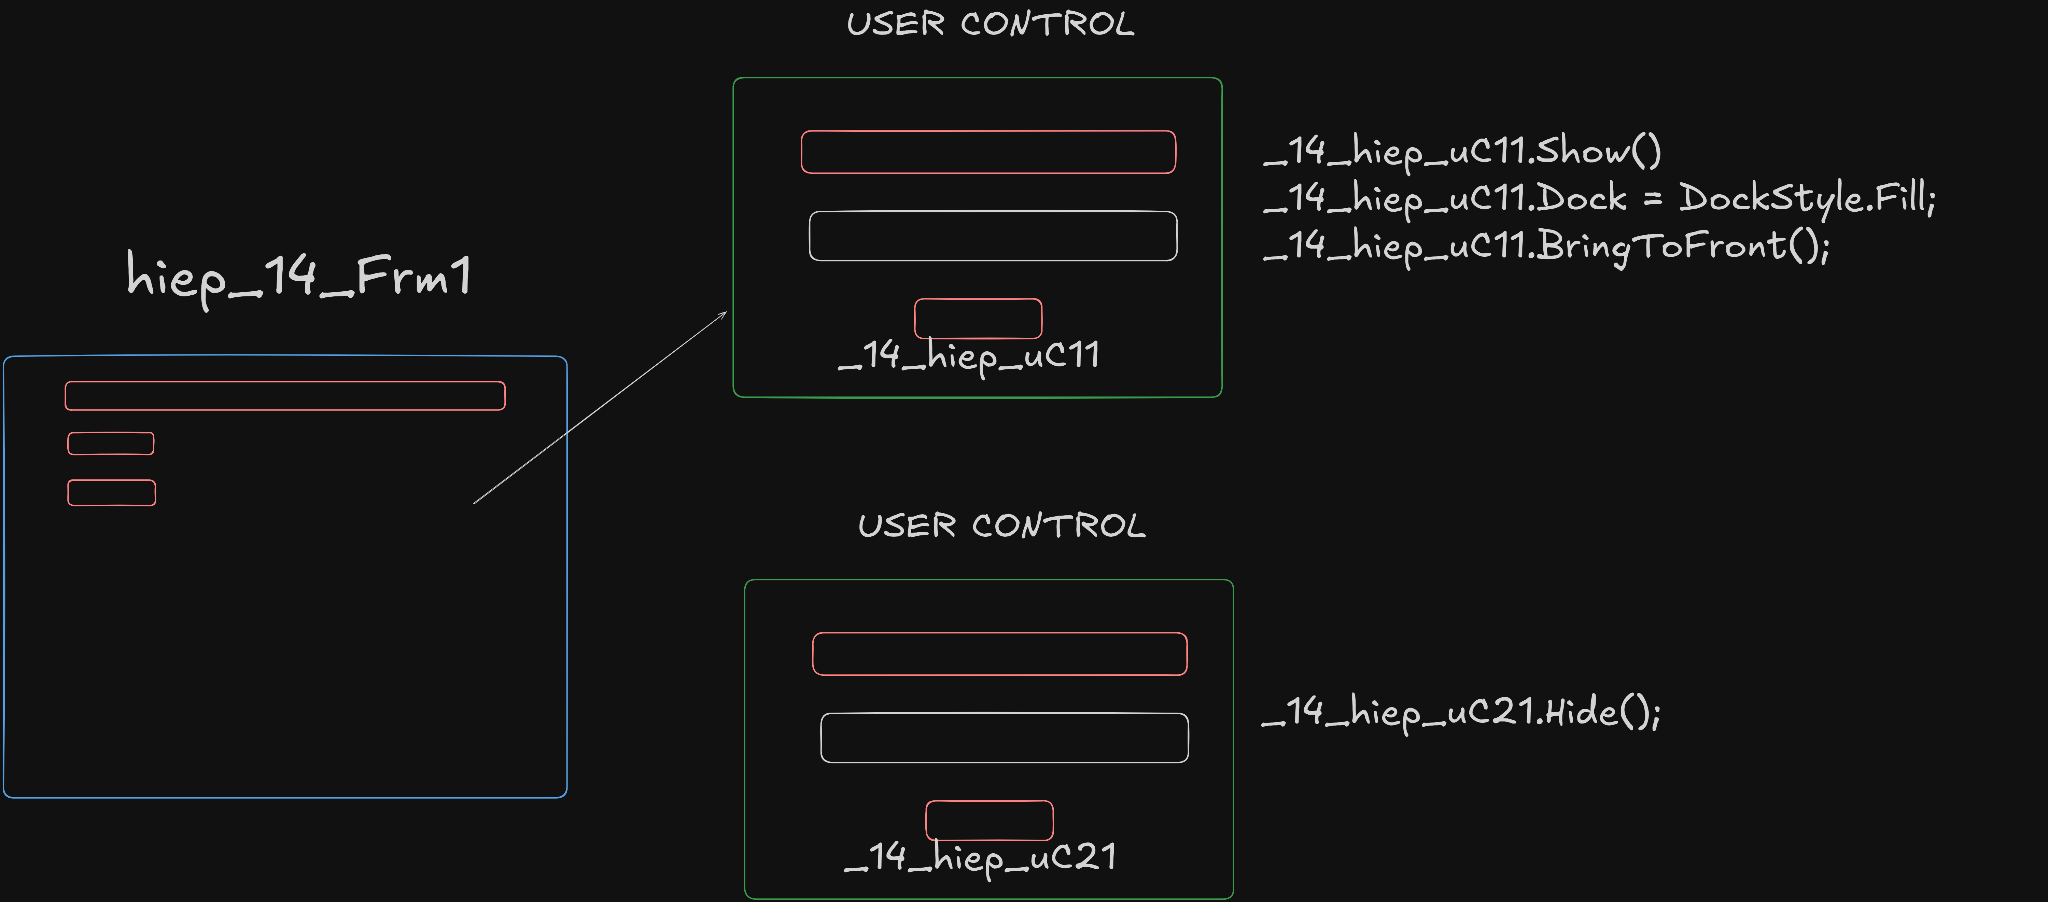 USER CONTROL
_14_hiep_uC11.Show()
_14_hiep_uC11.Dock = DockStyle.Fill;
_14_hiep_uC11.BringToFront();
hiep_14_Frm1
_14_hiep_uC11
USER CONTROL
_14_hiep_uC21.Hide();
_14_hiep_uC21